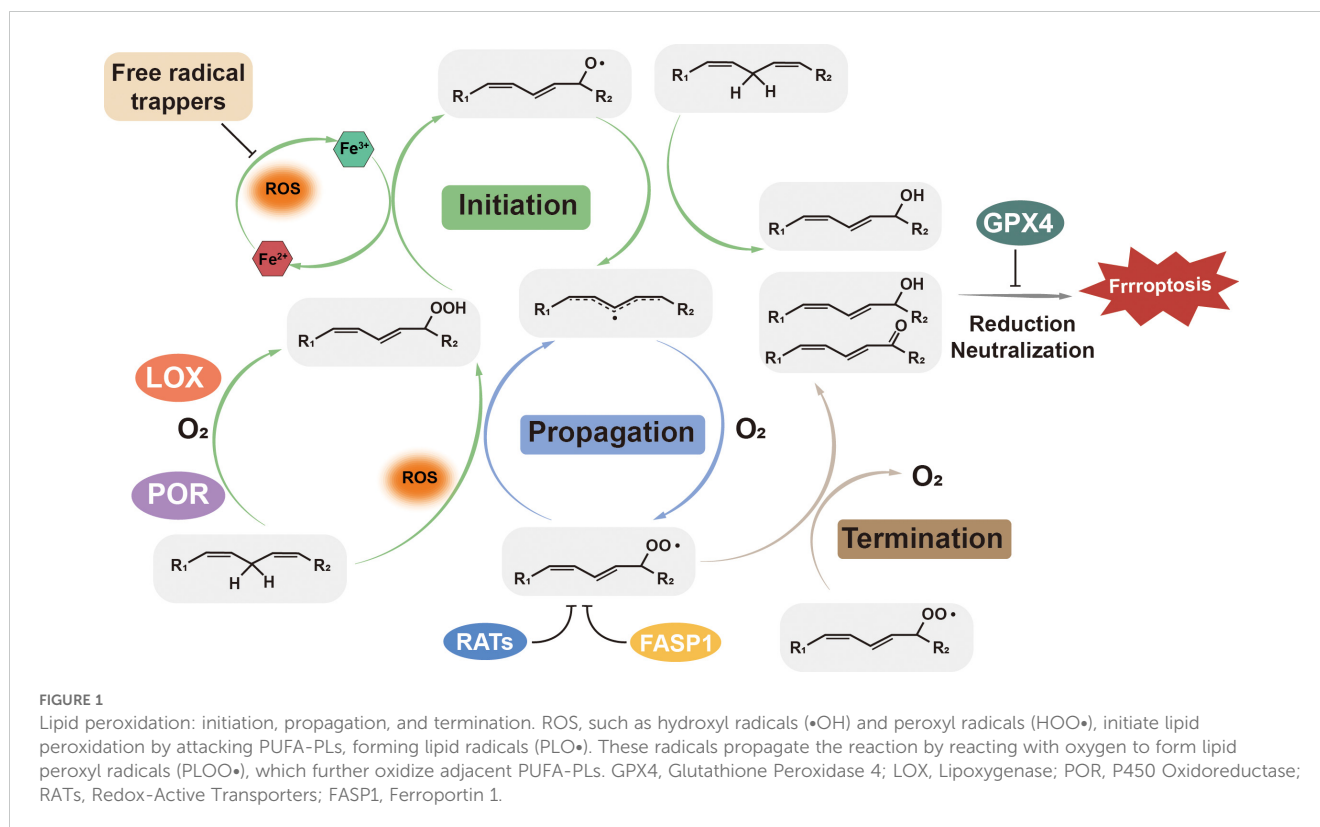 Free radical
trappers
Fe³⁺
ROS
Fe²⁺
R₁
O•
R₂
R₁
R₂
H
H
Initiation
R₁
OH
R₂
GPX4
R₁
OH
R₂
R₁
O
R₂
Reduction
Neutralization
Frrroptosis
R₁
OOH
R₂
R₁
R₂
•
LOX
O₂
POR
ROS
Propagation
O₂
O₂
Termination
R₁
R₂
H
H
R₁
OO•
R₂
RATs
FASP1
R₁
OO•
R₂
FIGURE 1
Lipid peroxidation: initiation, propagation, and termination. ROS, such as hydroxyl radicals (•OH) and peroxyl radicals (HOO•), initiate lipid
peroxidation by attacking PUFA-PLs, forming lipid radicals (PLO•). These radicals propagate the reaction by reacting with oxygen to form lipid
peroxyl radicals (PLOO•), which further oxidize adjacent PUFA-PLs. GPX4, Glutathione Peroxidase 4; LOX, Lipoxygenase; POR, P450 Oxidoreductase;
RATs, Redox-Active Transporters; FASP1, Ferroportin 1.